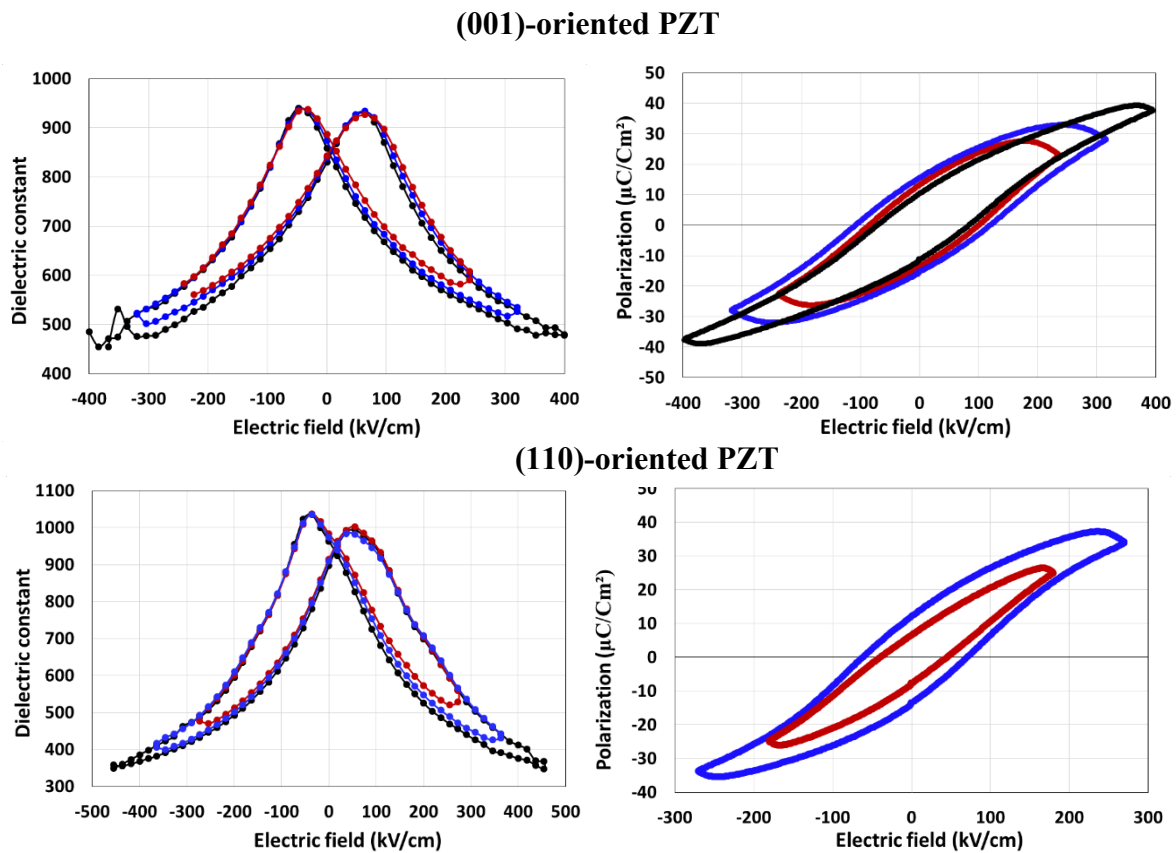 (001)-oriented PZT
1000
900
800
700
600
500
400
-400 -300 -200 -100 0 100 200 300 400
Dielectric constant
Electric field (kV/cm)
50
40
30
20
10
0
-10
-20
-30
-40
-50
-400 -300 -200 -100 0 100 200 300 400
Polarization (μC/Cm²)
Electric field (kV/cm)
(110)-oriented PZT
1100
1000
900
800
700
600
500
400
300
-500 -400 -300 -200 -100 0 100 200 300 400 500
Dielectric constant
Electric field (kV/cm)
50
40
30
20
10
0
-10
-20
-30
-40
-300 -200 -100 0 100 200 300
Polarization (μC/Cm²)
Electric field (kV/cm)